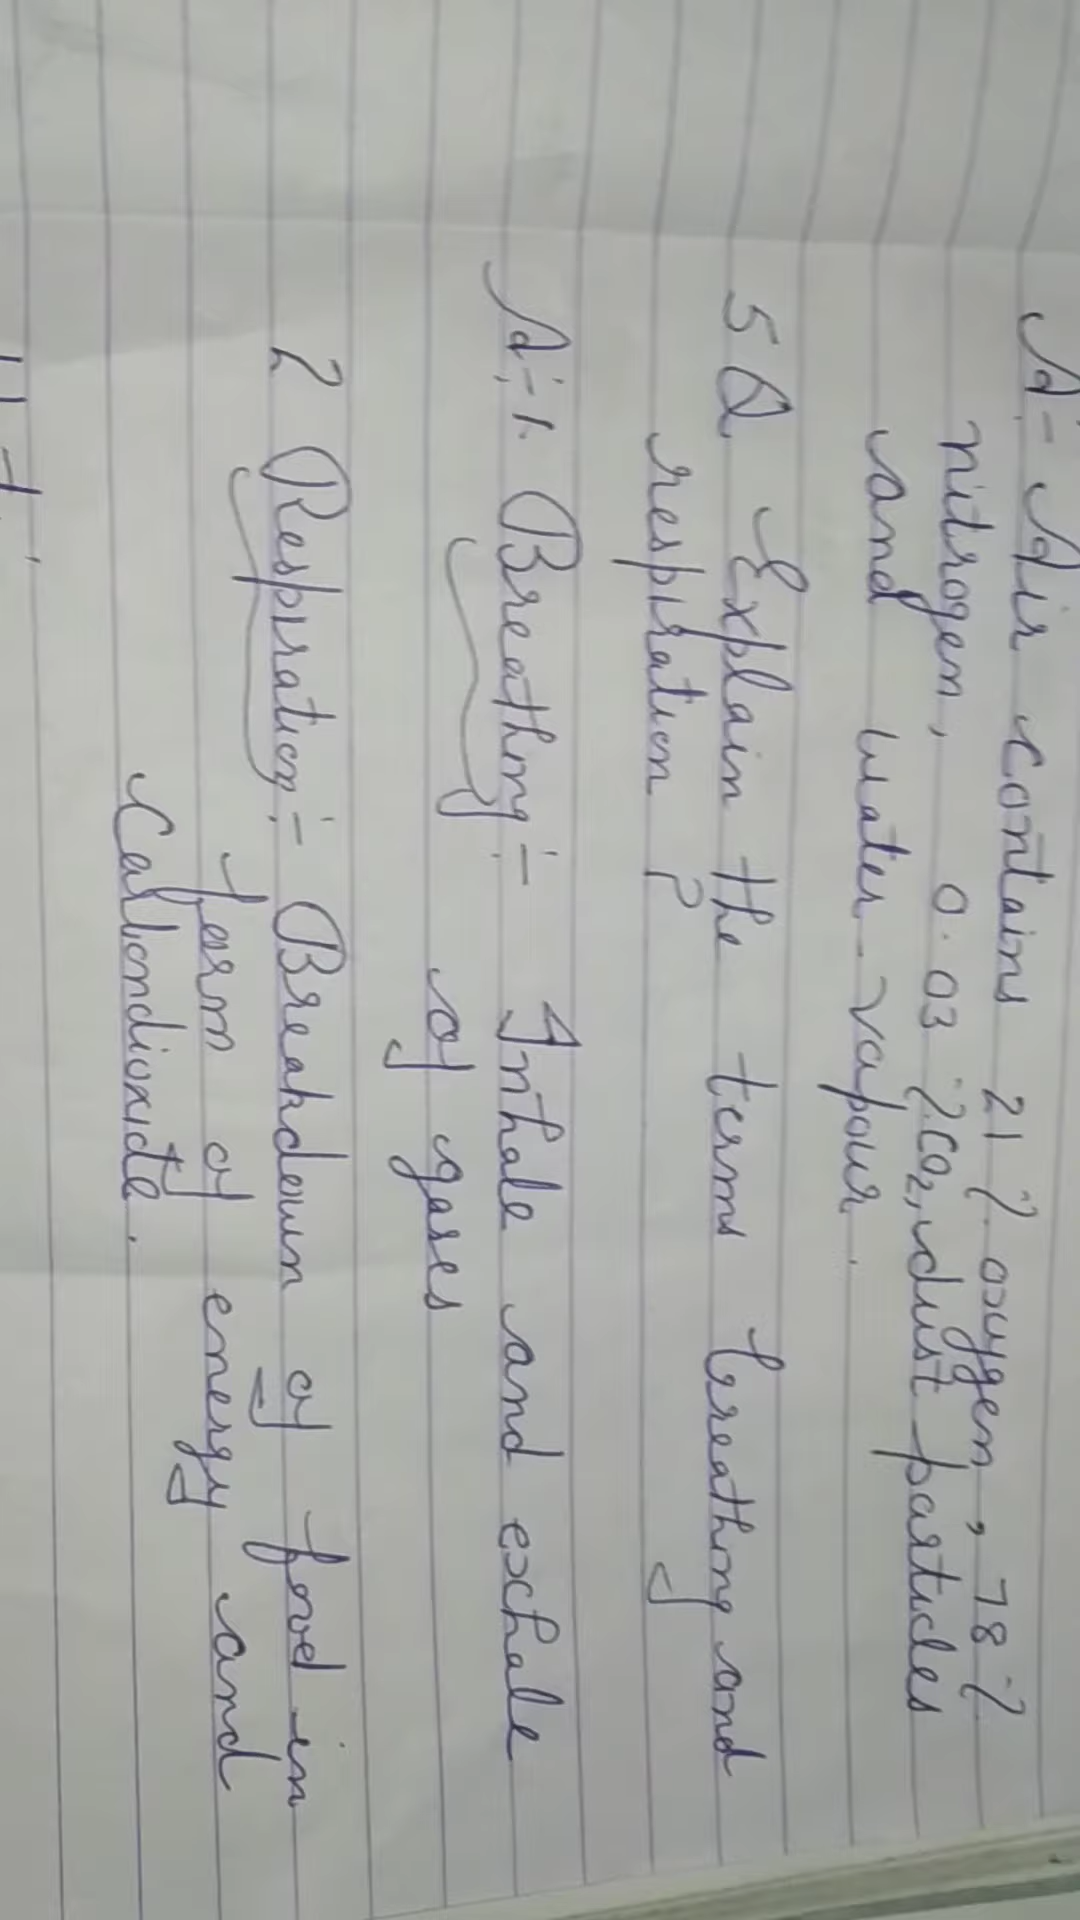 A:- Air contains 21 % oxygen, 78 %
nitrogen, 0.03 % CO2, dust particles
and water vapour.
5Q. Explain the terms breathing and
respiration ?
A:- 1. Breathing :- Inhale and exhale
of gases
2 Respiration :- Breakdown of food in
form of energy and
Carbondioxide.